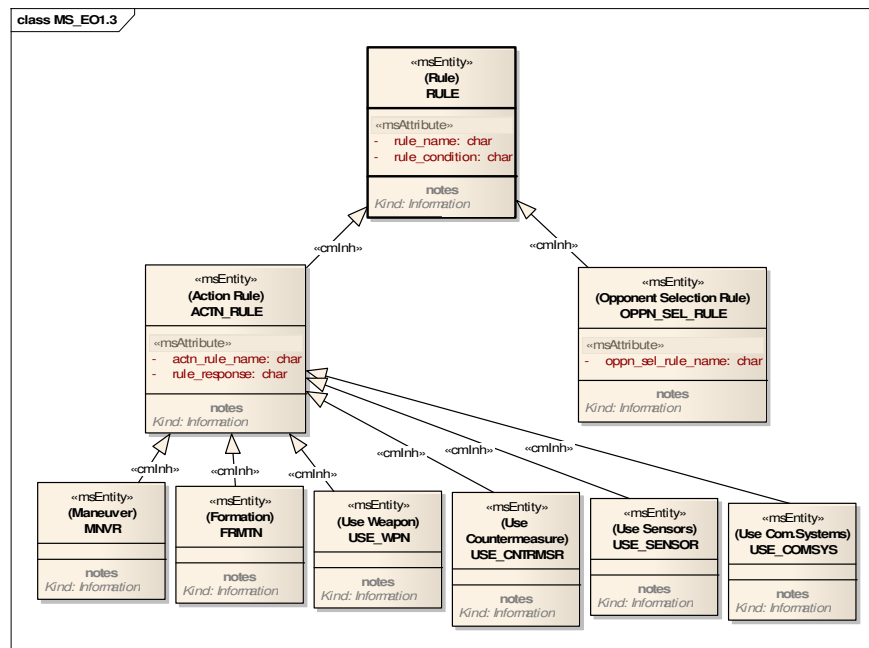 class MS_EO1.3
«msEntity»
(Rule)
RULE
«msAttribute»
- rule_name: char
- rule_condition: char
notes
Kind: Information
«cmInh»
«cmInh»
«msEntity»
(Action Rule)
ACTN_RULE
«msAttribute»
- actn_rule_name: char
- rule_response: char
notes
Kind: Information
«msEntity»
(Opponent Selection Rule)
OPPN_SEL_RULE
«msAttribute»
- oppn_sel_rule_name: char
notes
Kind: Information
«cmInh»
«cmInh»
«cmInh»
«cmInh»
«cmInh»
«cmInh»
«msEntity»
(Maneuver)
MNVR
notes
Kind: Information
«msEntity»
(Formation)
FRMTN
notes
Kind: Information
«msEntity»
(Use Weapon)
USE_WPN
notes
Kind: Information
«msEntity»
(Use
Countermeasure)
USE_CNTRMSR
notes
Kind: Information
«msEntity»
(Use Sensors)
USE_SENSOR
notes
Kind: Information
«msEntity»
(Use Com.Systems)
USE_COMSYS
notes
Kind: Information